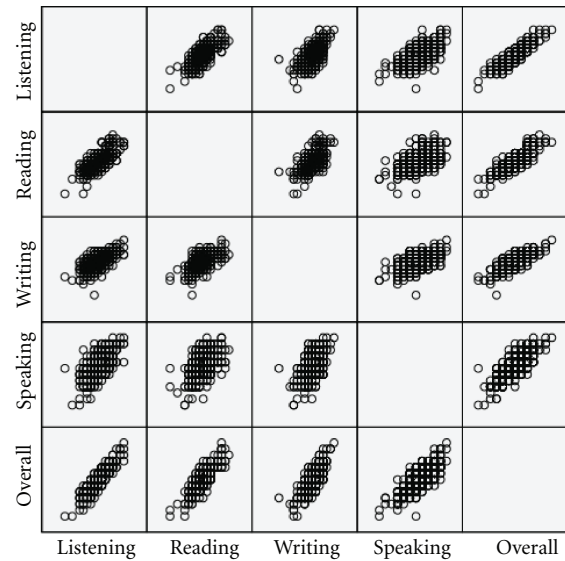 Listening
Reading
Writing
Speaking
Overall
Listening Reading Writing Speaking Overall